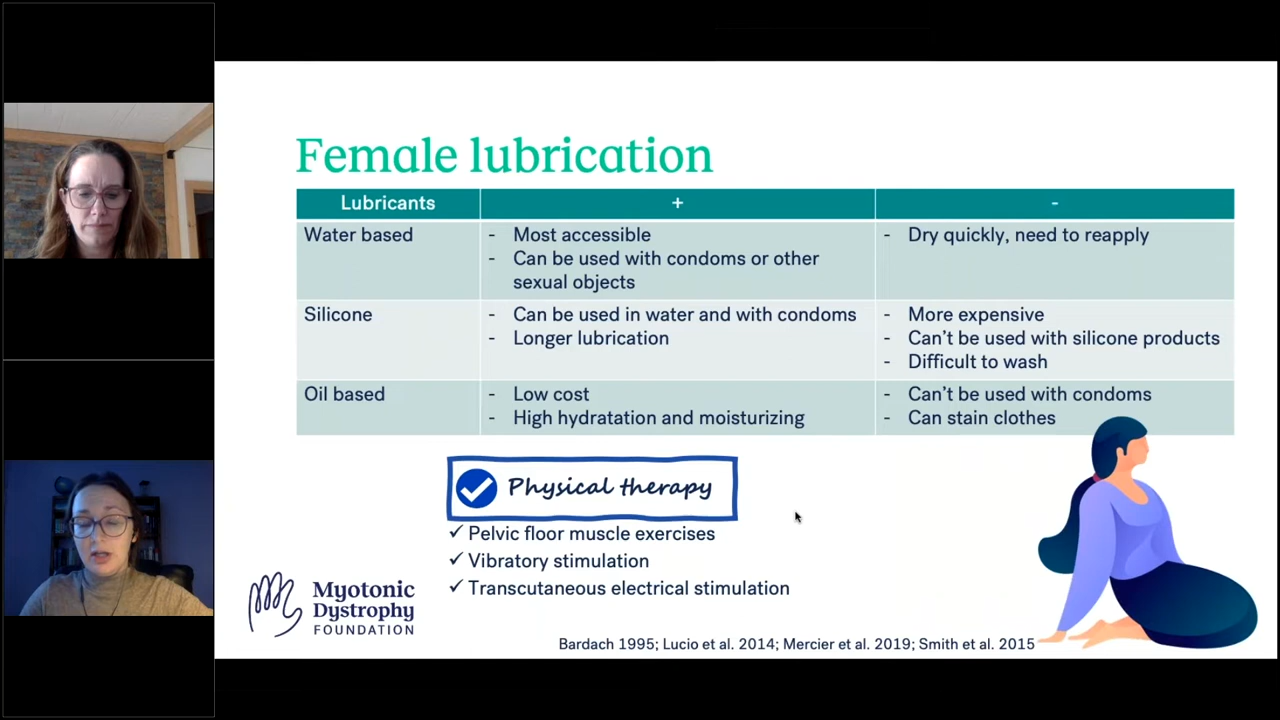 Female lubrication
Lubricants + -
Water based
- Most accessible
- Can be used with condoms or other
sexual objects
- Dry quickly, need to reapply
Silicone
- Can be used in water and with condoms
- Longer lubrication
- More expensive
- Can't be used with silicone products
- Difficult to wash
Oil based
- Low cost
- High hydratation and moisturizing
- Can't be used with condoms
- Can stain clothes
Physical therapy
✓ Pelvic floor muscle exercises
✓ Vibratory stimulation
✓ Transcutaneous electrical stimulation
Myotonic
Dystrophy
FOUNDATION
Bardach 1995; Lucio et al. 2014; Mercier et al. 2019; Smith et al. 2015